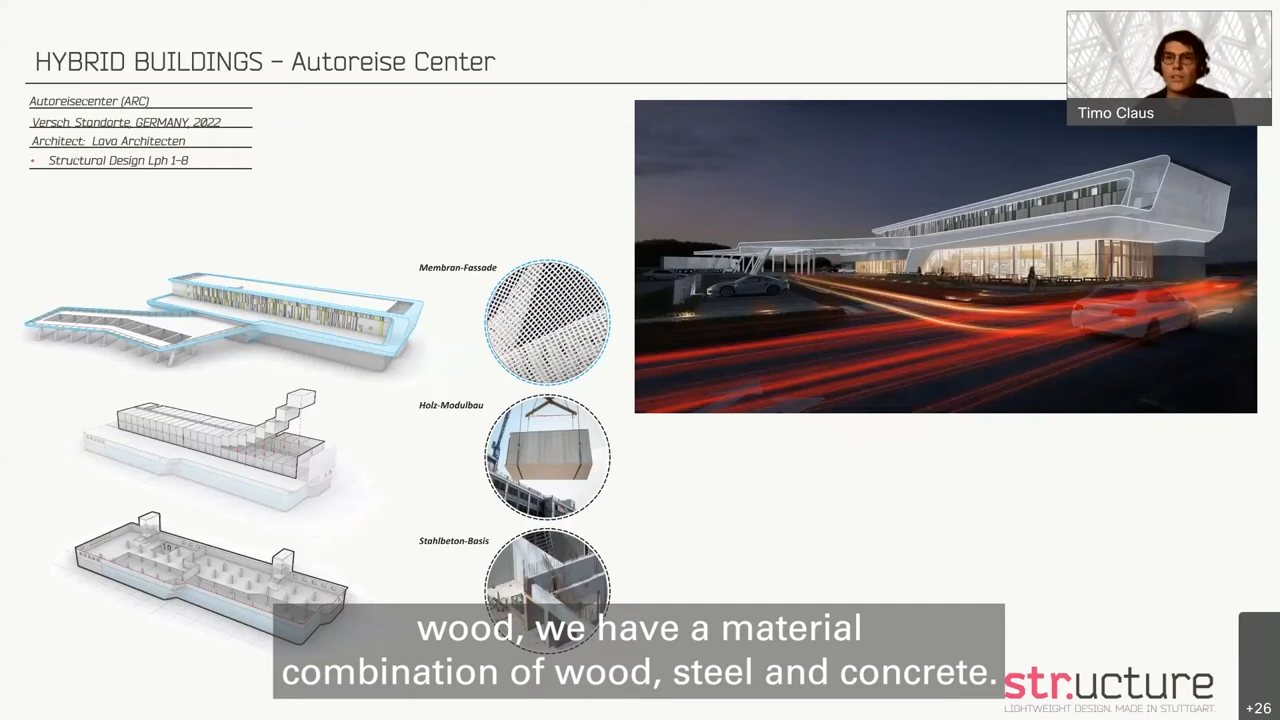 HYBRID BUILDINGS – Autoreise Center
Timo Claus
Autoreisecenter (ARC)
Versch. Standorte, GERMANY, 2022
Architect: Lava Architecten
• Structural Design Lph 1-8
Membran-Fassade
Holz-Modulbau
Stahlbeton-Basis
wood, we have a material
combination of wood, steel and concrete.
str.ucture
LIGHTWEIGHT DESIGN. MADE IN STUTTGART.
+26